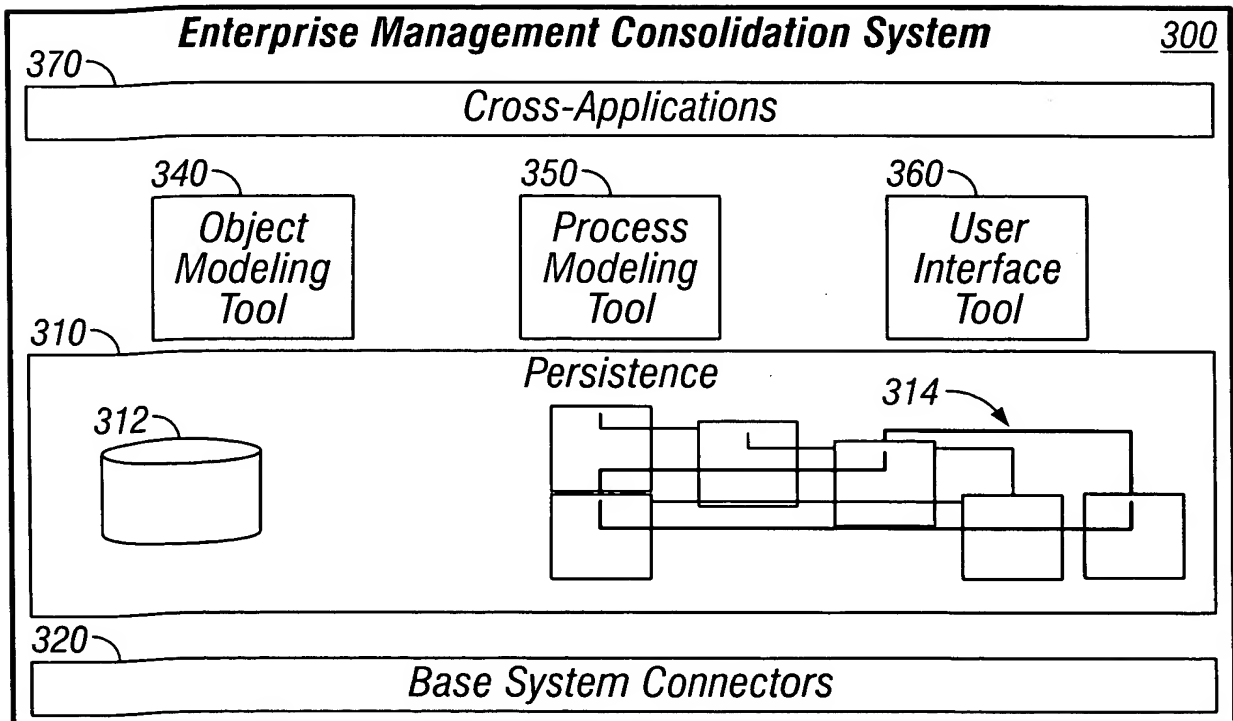 Enterprise Management Consolidation System 300
370
Cross-Applications
340
Object
Modeling
Tool
350
Process
Modeling
Tool
360
User
Interface
Tool
310
Persistence
312
314
320
Base System Connectors